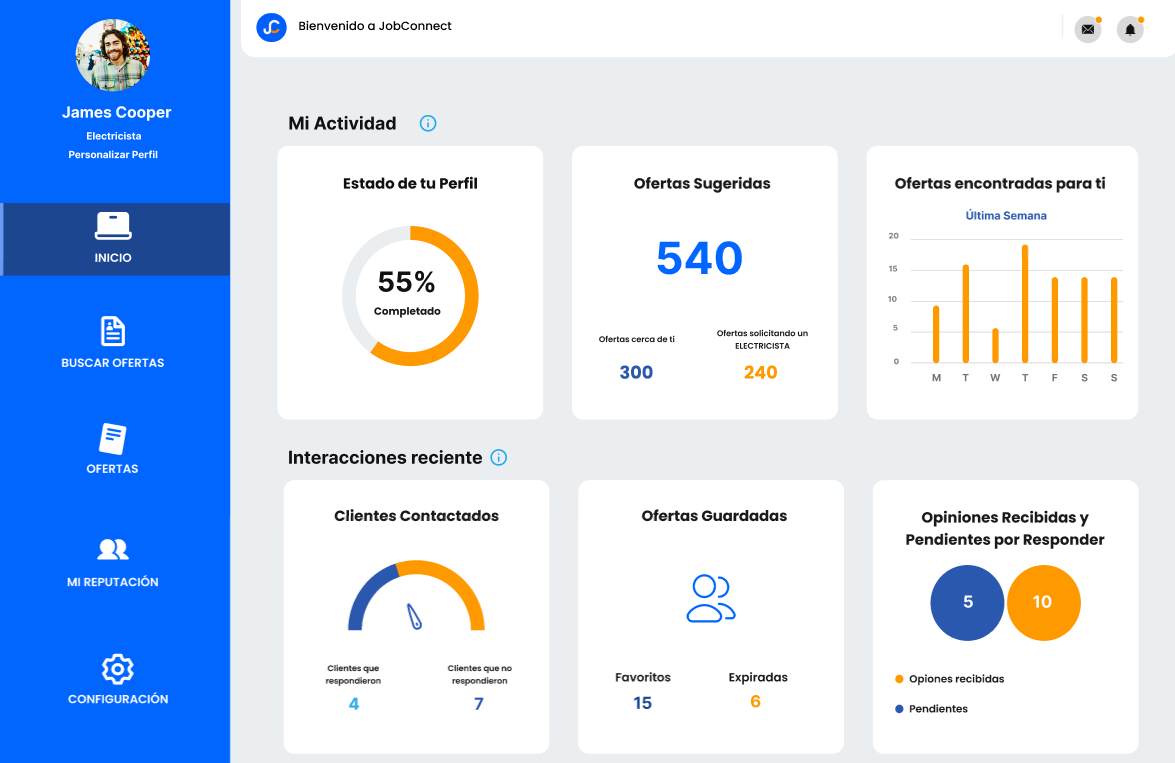 JC
Bienvenido a JobConnect
James Cooper
Electricista
Personalizar Perfil
INICIO
BUSCAR OFERTAS
OFERTAS
MI REPUTACIÓN
CONFIGURACIÓN
Mi Actividad
Estado de tu Perfil
55%
Completado
Ofertas Sugeridas
540
Ofertas cerca de ti
300
Ofertas solicitando un
ELECTRICISTA
240
Ofertas encontradas para ti
Última Semana
20
15
10
5
0
M T W T F S S
Interacciones reciente
Clientes Contactados
Clientes que
respondieron
4
Clientes que no
respondieron
7
Ofertas Guardadas
Favoritos
15
Expiradas
6
Opiniones Recibidas y
Pendientes por Responder
5
10
Opiones recibidas
Pendientes